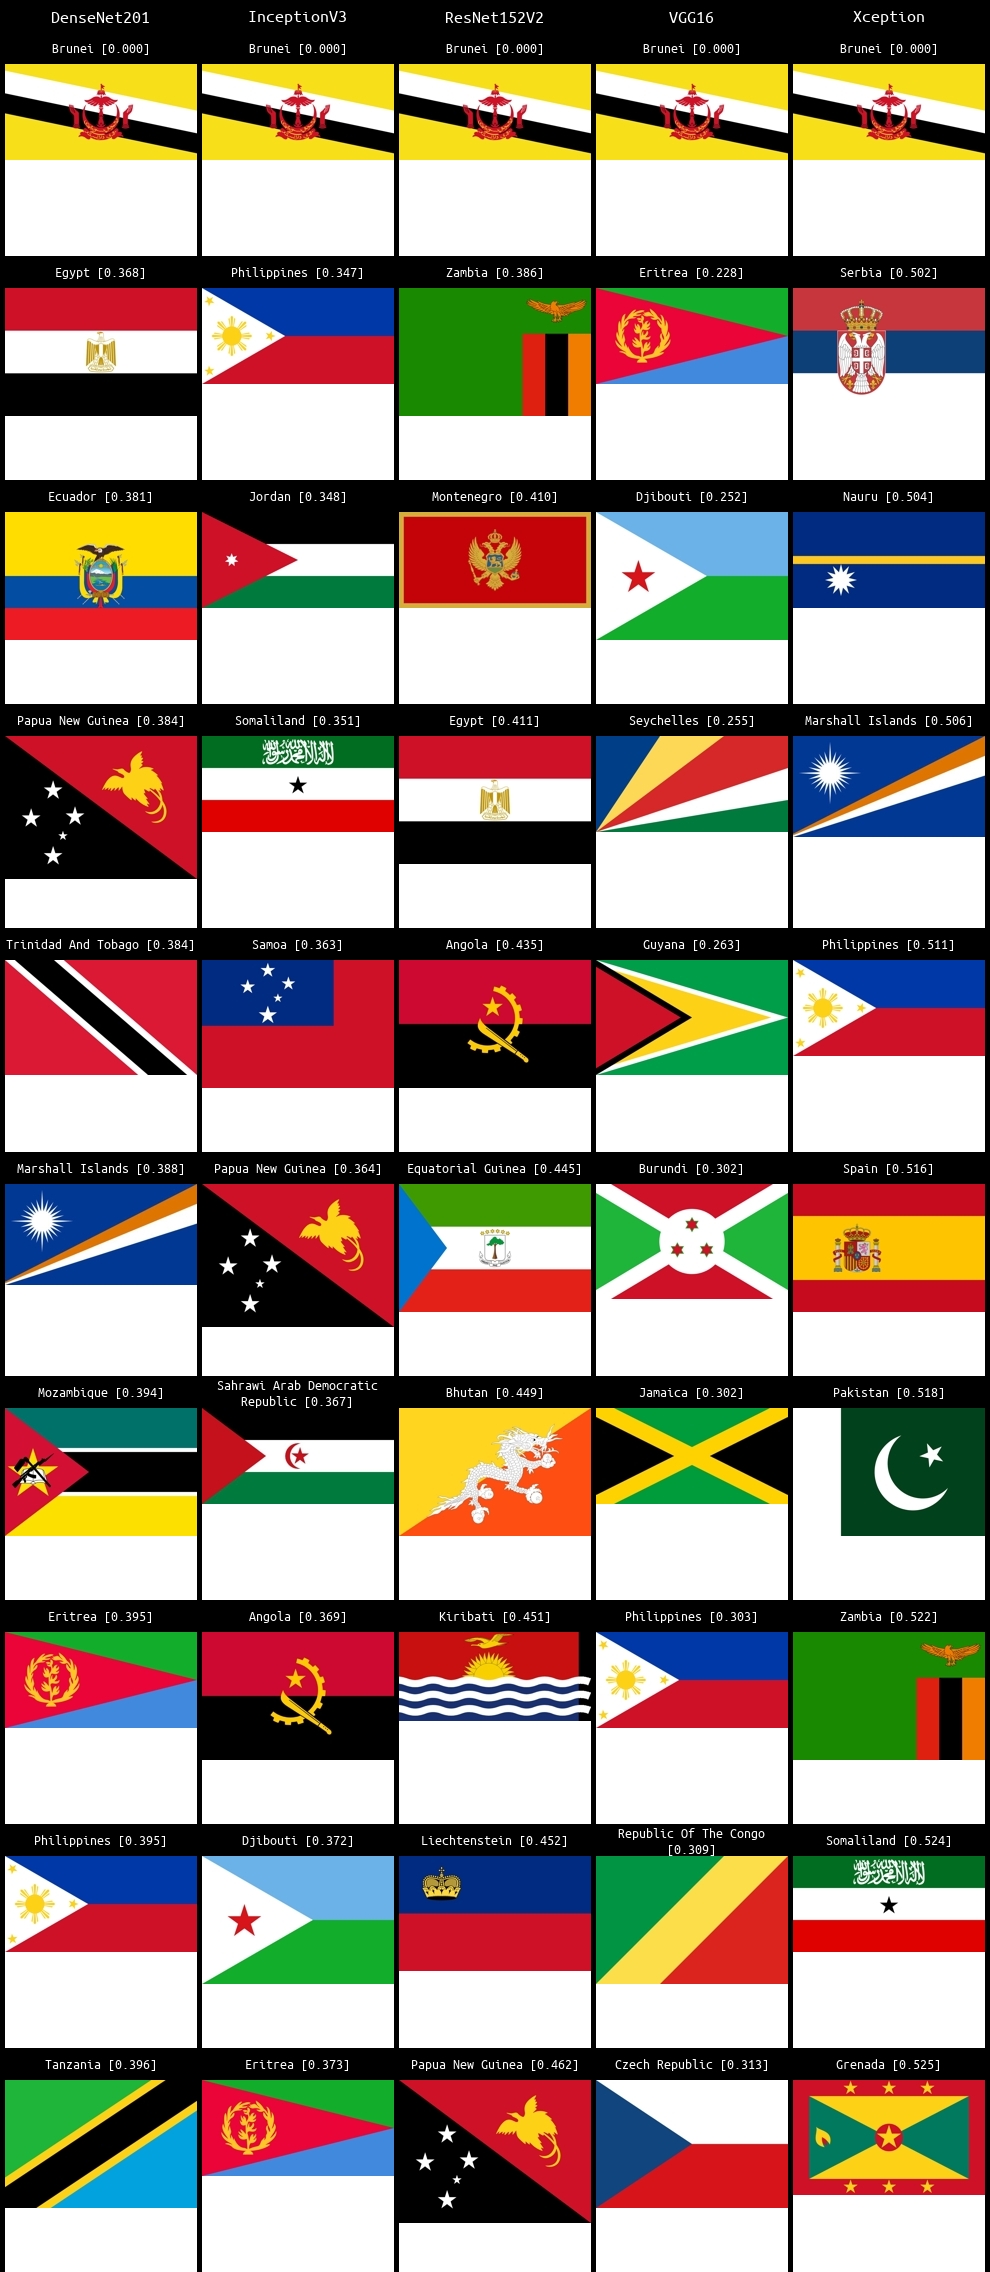 DenseNet201 InceptionV3 ResNet152V2 VGG16 Xception
Brunei [0.000] Brunei [0.000] Brunei [0.000] Brunei [0.000] Brunei [0.000]
Egypt [0.368] Philippines [0.347] Zambia [0.386] Eritrea [0.228] Serbia [0.502]
Ecuador [0.381] Jordan [0.348] Montenegro [0.410] Djibouti [0.252] Nauru [0.504]
Papua New Guinea [0.384] Somaliland [0.351] Egypt [0.411] Seychelles [0.255] Marshall Islands [0.506]
Trinidad And Tobago [0.384] Samoa [0.363] Angola [0.435] Guyana [0.263] Philippines [0.511]
Marshall Islands [0.388] Papua New Guinea [0.364] Equatorial Guinea [0.445] Burundi [0.302] Spain [0.516]
Mozambique [0.394] Sahrawi Arab Democratic
Republic [0.367] Bhutan [0.449] Jamaica [0.302] Pakistan [0.518]
Eritrea [0.395] Angola [0.369] Kiribati [0.451] Philippines [0.303] Zambia [0.522]
Philippines [0.395] Djibouti [0.372] Liechtenstein [0.452] Republic Of The Congo
[0.309] Somaliland [0.524]
Tanzania [0.396] Eritrea [0.373] Papua New Guinea [0.462] Czech Republic [0.313] Grenada [0.525]